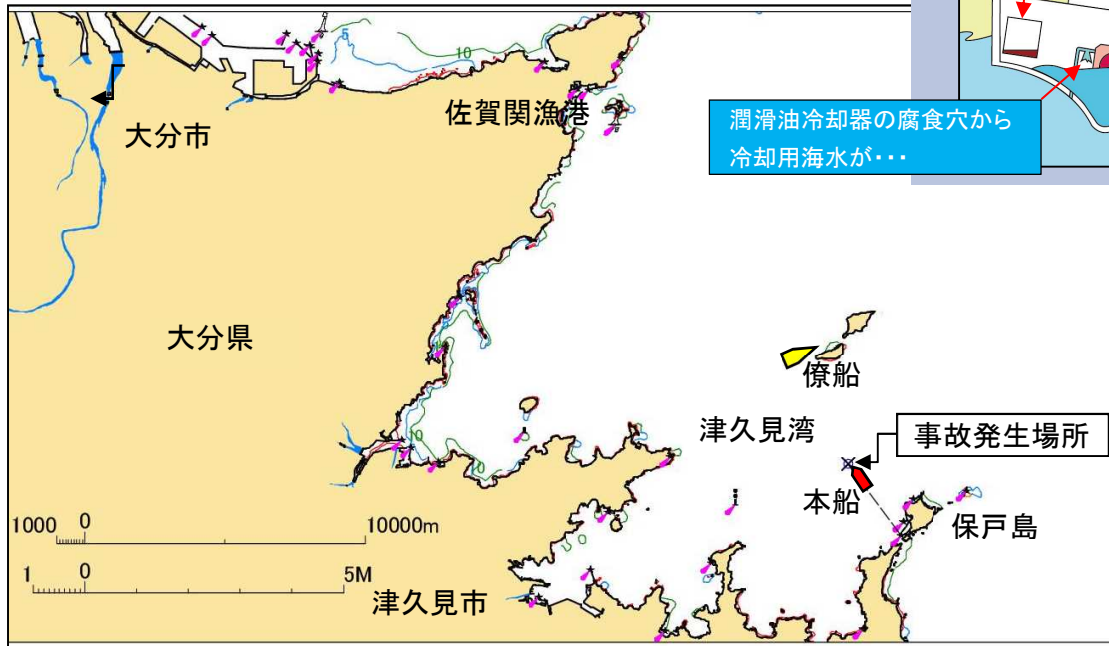 5
10
佐賀関漁港
大分市
潤滑油冷却器の腐食穴から
冷却用海水が・・・
大分県
僚船
津久見湾
事故発生場所
10
10
本船
保戸島
1000 0 10000m
1 0 5M
津久見市